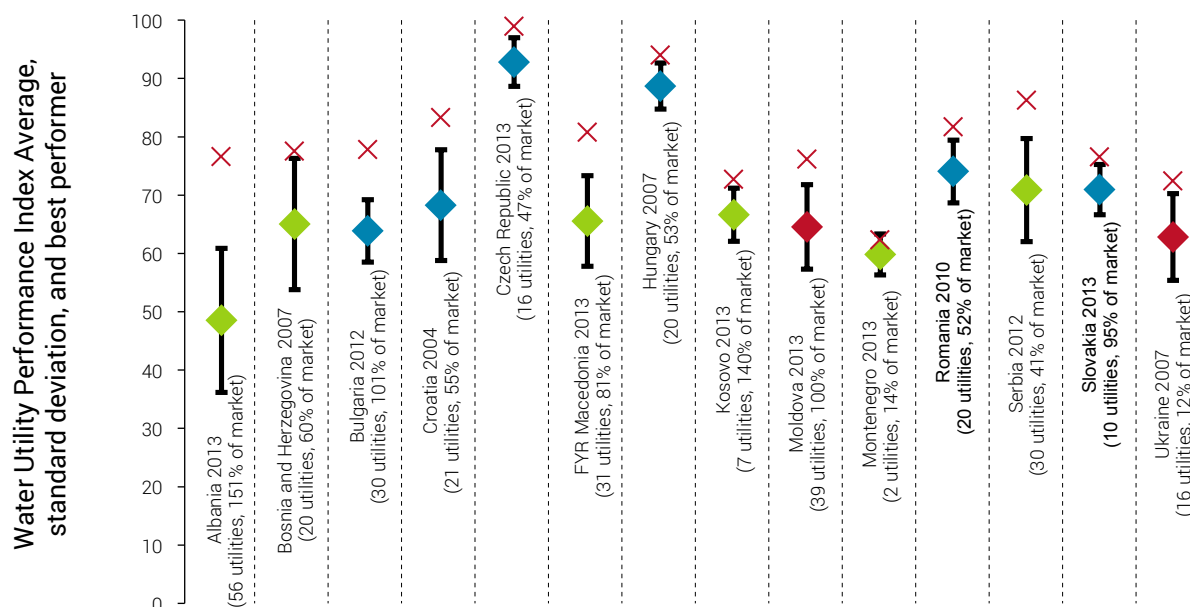 Water Utility Performance Index Average,
standard deviation, and best performer
100
90
80
70
60
50
40
30
20
10
0
Albania 2013
(56 utilities, 151% of market)
Bosnia and Herzegovina 2007
(20 utilities, 60% of market)
Bulgaria 2012
(30 utilities, 101% of market)
Croatia 2004
(21 utilities, 55% of market)
Czech Republic 2013
(16 utilities, 47% of market)
FYR Macedonia 2013
(31 utilities, 81% of market)
Hungary 2007
(20 utilities, 53% of market)
Kosovo 2013
(7 utilities, 140% of market)
Moldova 2013
(39 utilities, 100% of market)
Montenegro 2013
(2 utilities, 14% of market)
Romania 2010
(20 utilities, 52% of market)
Serbia 2012
(30 utilities, 41% of market)
Slovakia 2013
(10 utilities, 95% of market)
Ukraine 2007
(16 utilities, 12% of market)